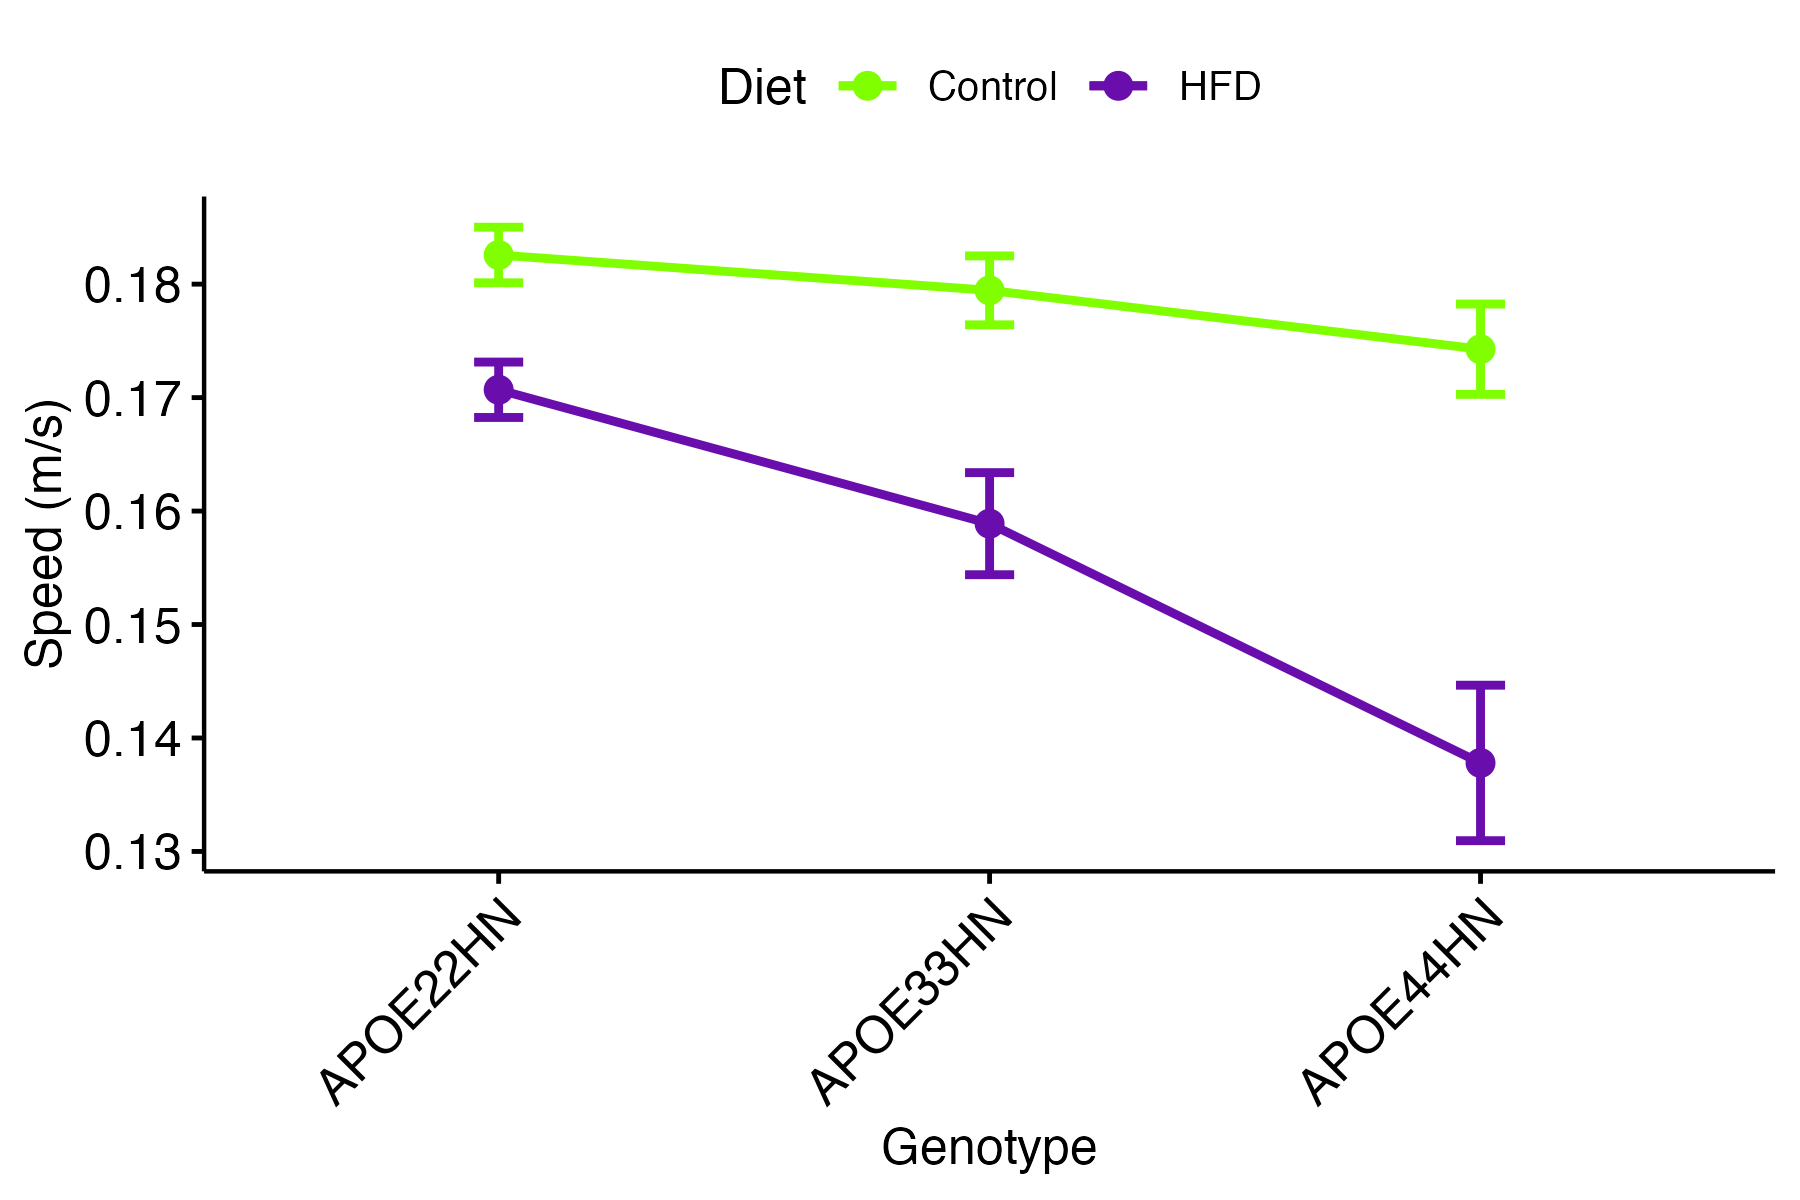 Diet Control HFD
Speed (m/s)
0.18
0.17
0.16
0.15
0.14
0.13
APOE22HN
APOE33HN
APOE44HN
Genotype